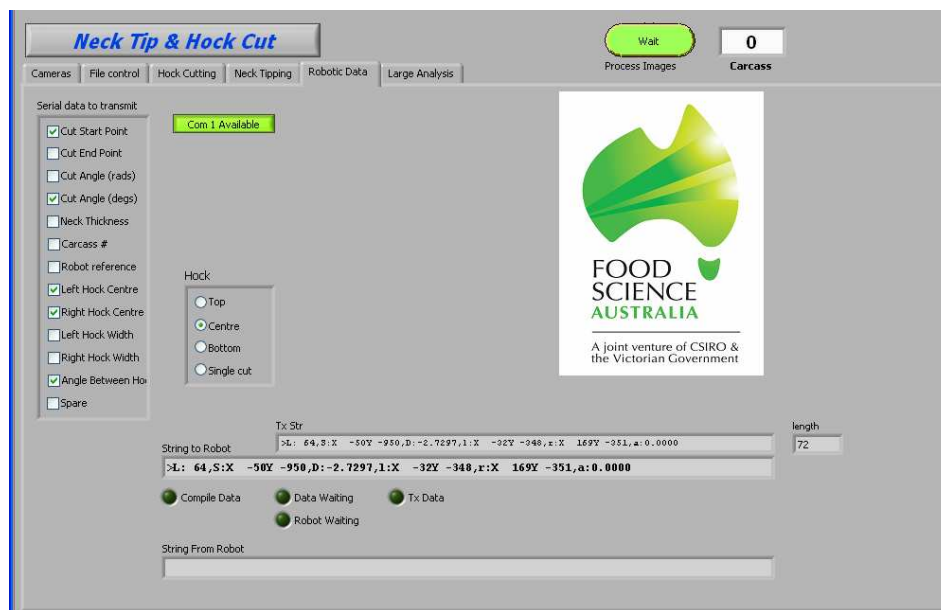 Neck Tip & Hock Cut
Wait
0
Process Images
Carcass
Cameras
File control
Hock Cutting
Neck Tipping
Robotic Data
Large Analysis
Serial data to transmit
Cut Start Point
Cut End Point
Cut Angle (rads)
Cut Angle (degs)
Neck Thickness
Carcass #
Robot reference
Left Hock Centre
Right Hock Centre
Left Hock Width
Right Hock Width
Angle Between Ho
Spare
Com 1 Available
Hock
Top
Centre
Bottom
Single cut
FOOD
SCIENCE
AUSTRALIA
A joint venture of CSIRO &
the Victorian Government
Tx Str
>L: 64,S:X -50Y -950,D:-2.7297,l:X -32Y -348,r:X 169Y -351,a:0.0000
length
72
String to Robot
>L: 64,S:X -50Y -950,D:-2.7297,l:X -32Y -348,r:X 169Y -351,a:0.0000
Compile Data
Data Waiting
Tx Data
Robot Waiting
String From Robot